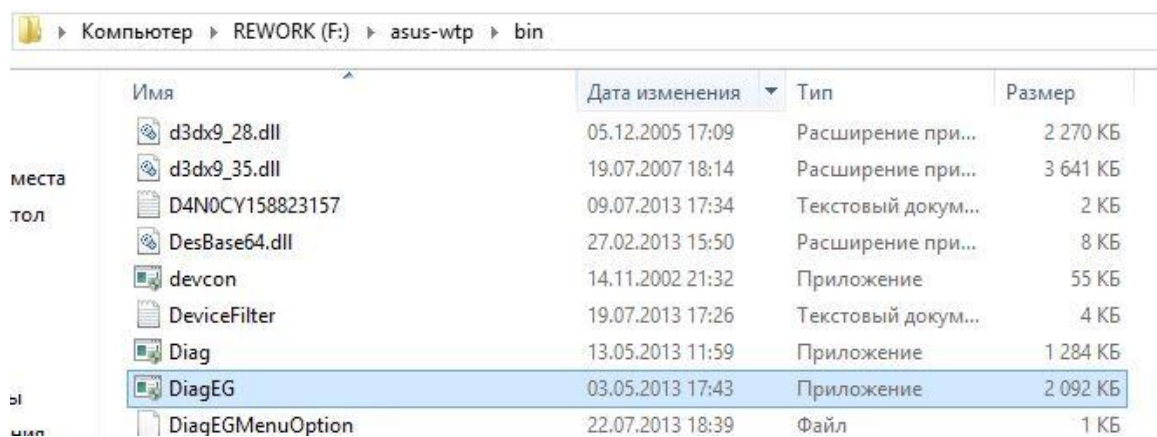 Компьютер REWORK (F:) asus-wtp bin
Имя Дата изменения Тип Размер
d3dx9_28.dll 05.12.2005 17:09 Расширение при... 2 270 КБ
d3dx9_35.dll 19.07.2007 18:14 Расширение при... 3 641 КБ
места
D4N0CY158823157 09.07.2013 17:34 Текстовый докум... 2 КБ
тол
DesBase64.dll 27.02.2013 15:50 Расширение при... 8 КБ
devcon 14.11.2002 21:32 Приложение 55 КБ
DeviceFilter 19.07.2013 17:26 Текстовый докум... 4 КБ
Diag 13.05.2013 11:59 Приложение 1 284 КБ
DiagEG 03.05.2013 17:43 Приложение 2 092 КБ
ы
DiagEGMenuOption 22.07.2013 18:39 Файл 1 КБ
ния